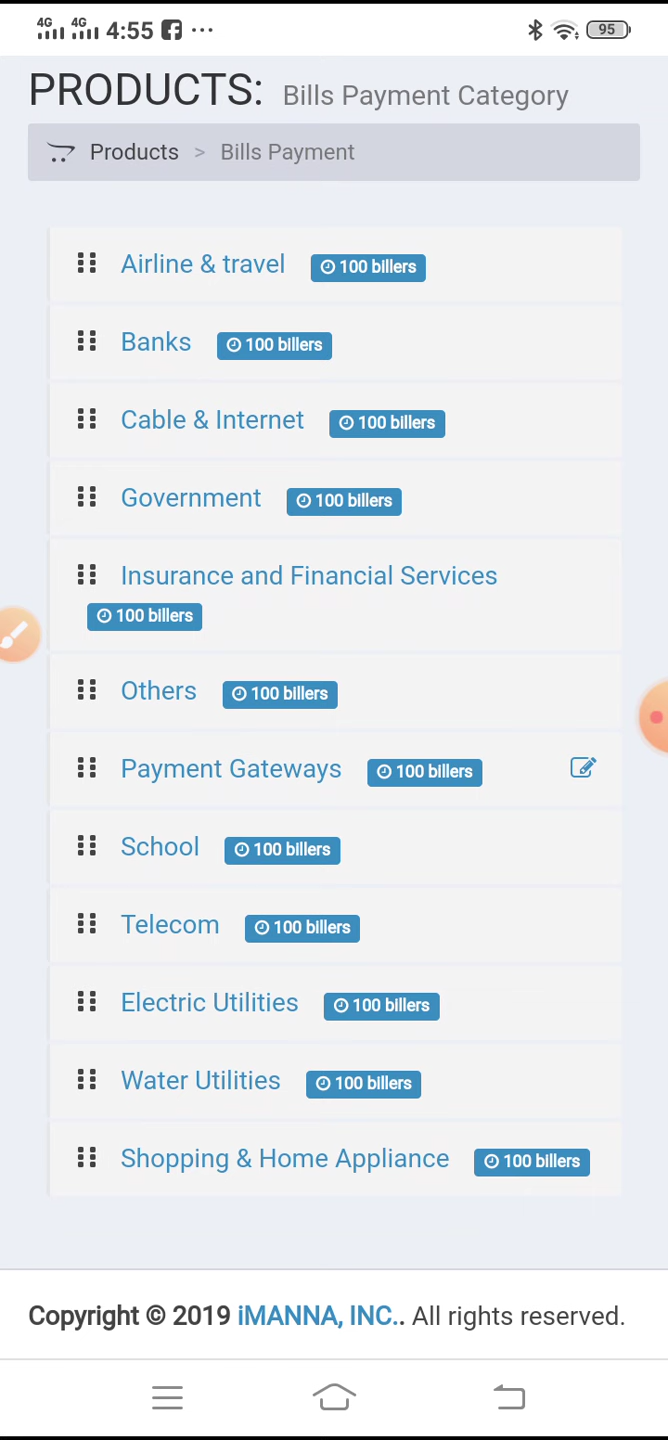 4G 4G 4:55 95
PRODUCTS: Bills Payment Category
Products > Bills Payment
Airline & travel 100 billers
Banks 100 billers
Cable & Internet 100 billers
Government 100 billers
Insurance and Financial Services
100 billers
Others 100 billers
Payment Gateways 100 billers
School 100 billers
Telecom 100 billers
Electric Utilities 100 billers
Water Utilities 100 billers
Shopping & Home Appliance 100 billers
Copyright © 2019 iMANNA, INC.. All rights reserved.